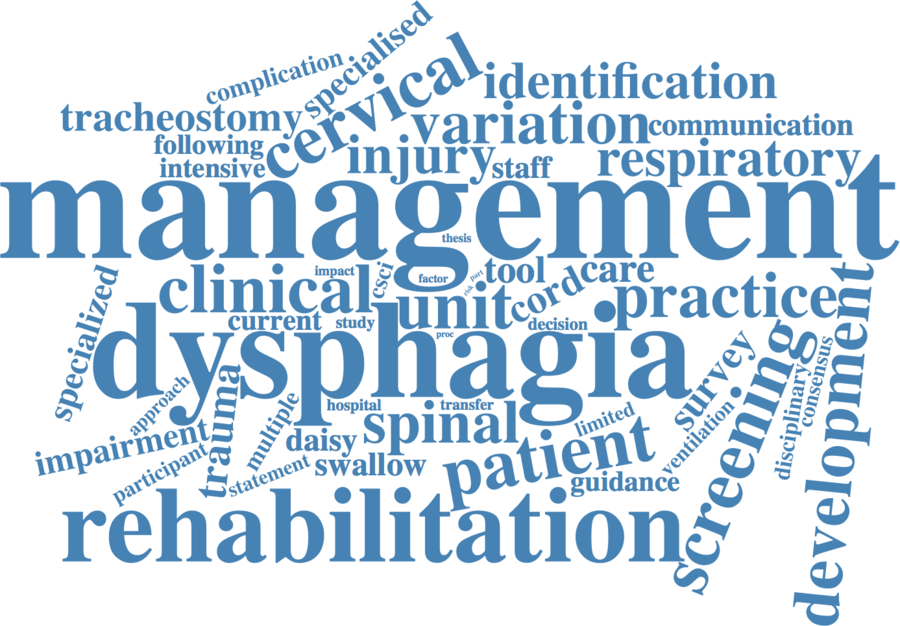 complication
specialised
cervical
identification
tracheostomy
variation
communication
following
injury
staff
respiratory
intensive
management
thesis
specialized
clinical
impact
csci
factor
risk
part
tool
cord
care
practice
development
current
study
unit
proc
decision
dysphagia
survey
screening
disciplinary
consensus
approach
trauma
multiple
hospital
transfer
spinal
limited
ventilation
impairment
participant
statement
daisy
swallow
patient
guidance
rehabilitation